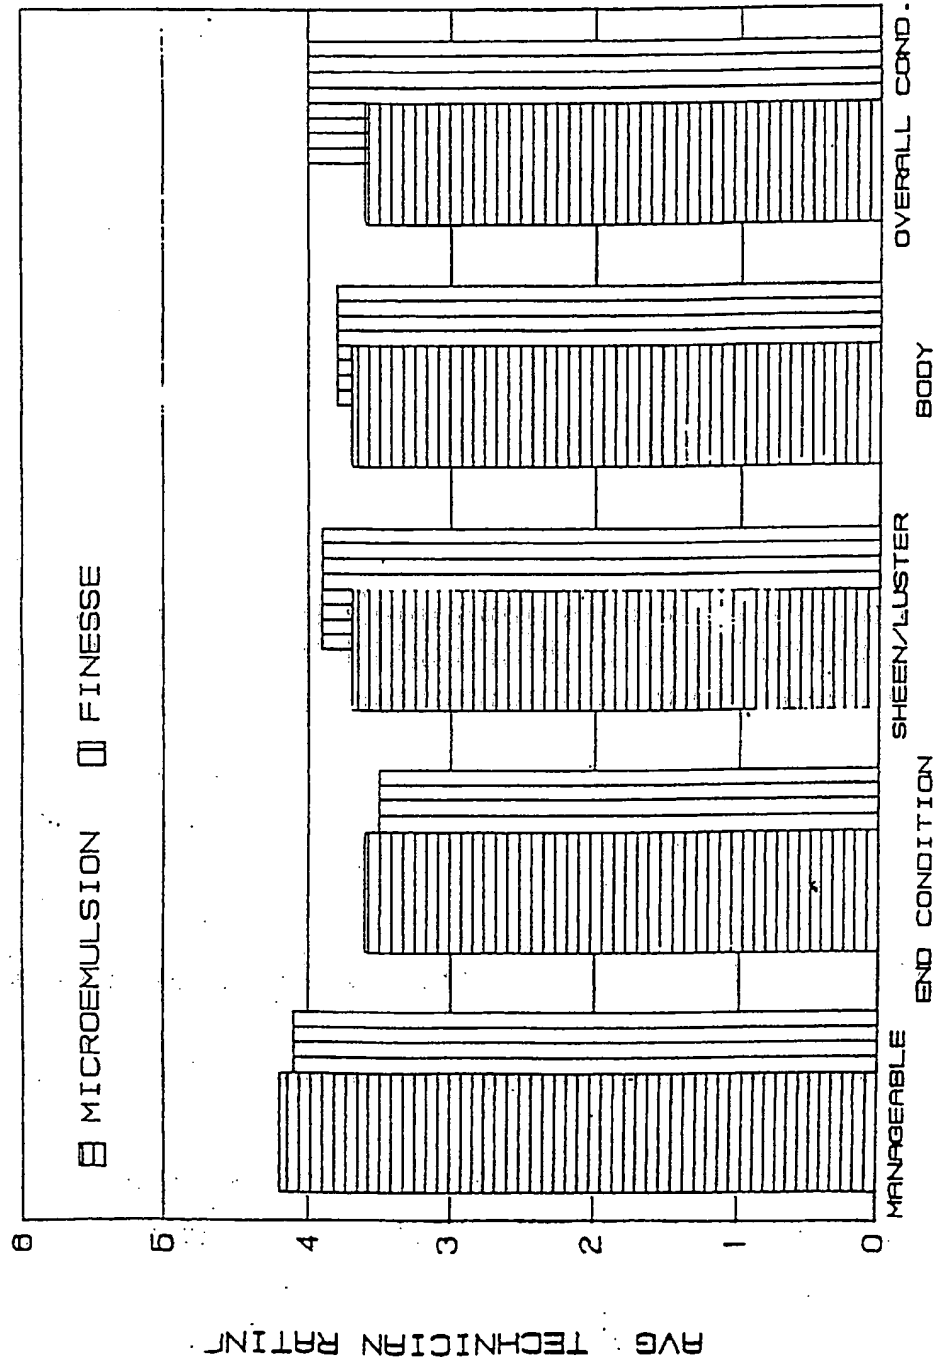 MICROEMULSION FINESSE
6
5
4
3
2
1
0
AVG. TECHNICIAN
MANAGEABLE
END CONDITION
SHEEN/LUSTER
BODY
OVERALL COND.